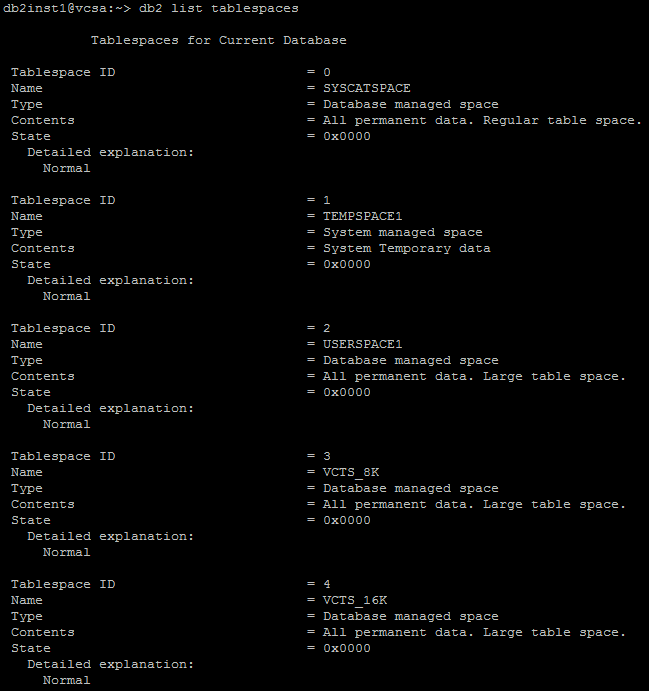 db2inst1@vcsa:~> db2 list tablespaces
Tablespaces for Current Database
Tablespace ID = 0
Name = SYSCATSPACE
Type = Database managed space
Contents = All permanent data. Regular table space.
State = 0x0000
Detailed explanation:
Normal
Tablespace ID = 1
Name = TEMPSPACE1
Type = System managed space
Contents = System Temporary data
State = 0x0000
Detailed explanation:
Normal
Tablespace ID = 2
Name = USERSPACE1
Type = Database managed space
Contents = All permanent data. Large table space.
State = 0x0000
Detailed explanation:
Normal
Tablespace ID = 3
Name = VCTS_8K
Type = Database managed space
Contents = All permanent data. Large table space.
State = 0x0000
Detailed explanation:
Normal
Tablespace ID = 4
Name = VCTS_16K
Type = Database managed space
Contents = All permanent data. Large table space.
State = 0x0000
Detailed explanation:
Normal